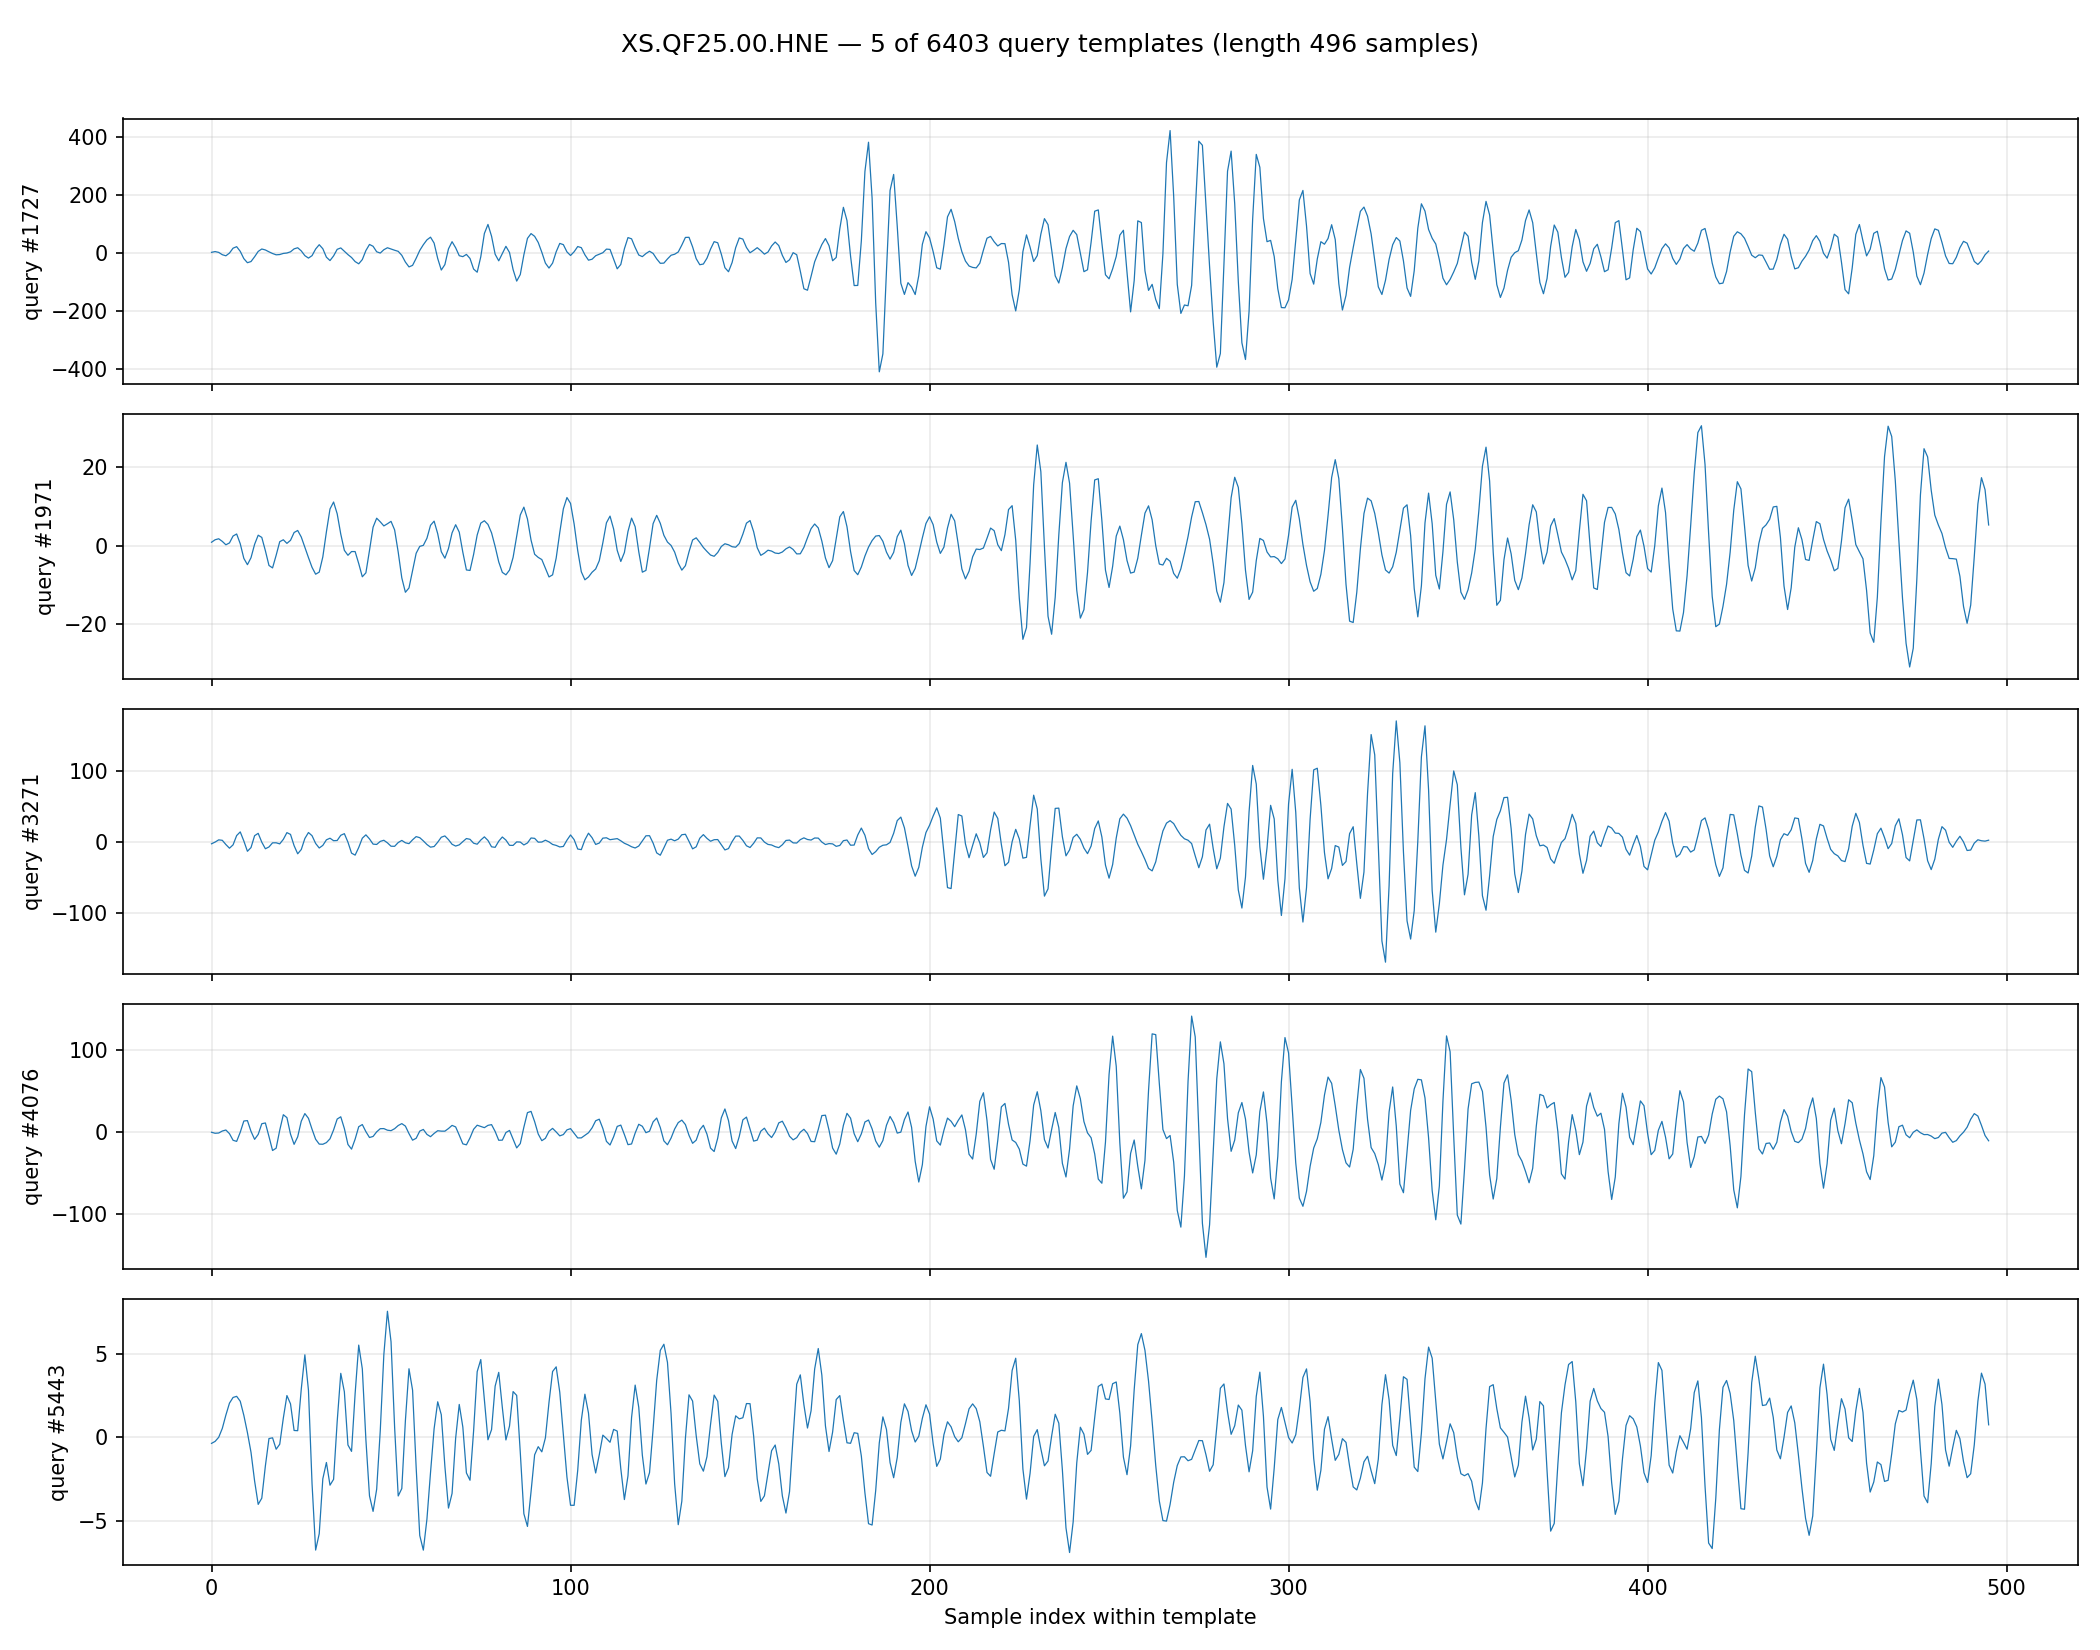 XS.QF25.00.HNE — 5 of 6403 query templates (length 496 samples)
query #1727
400
200
0
−200
−400
query #1971
20
0
−20
query #3271
100
0
−100
query #4076
100
0
−100
query #5443
5
0
−5
0 100 200 300 400 500
Sample index within template